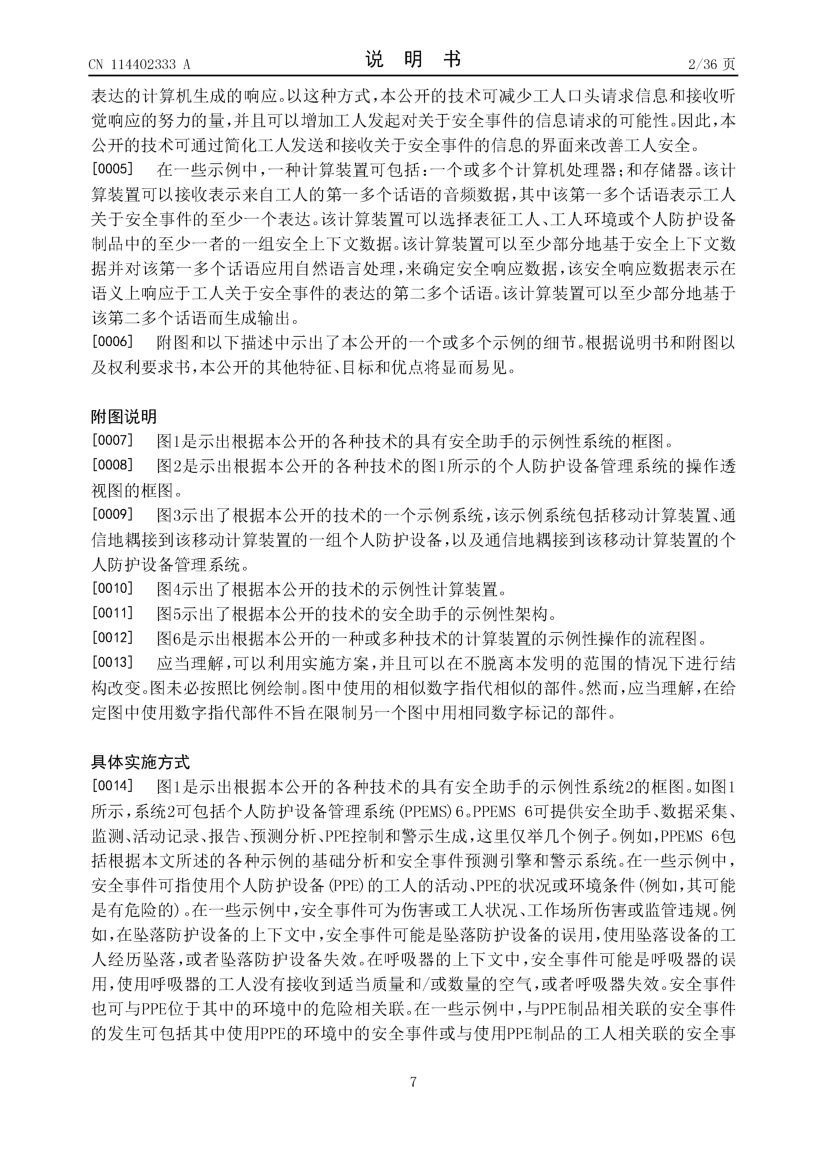 CN 114402333 A
说 明 书
2/36 页
表达的计算机生成的响应。以这种方式,本公开的技术可减少工人口头请求信息和接收听
觉响应的努力的量,并且可以增加工人发起对关于安全事件的信息请求的可能性。因此,本
公开的技术可通过简化工人发送和接收关于安全事件的信息的界面来改善工人安全。
[0005] 在一些示例中,一种计算装置可包括:一个或多个计算机处理器;和存储器。该计
算装置可以接收表示来自工人的第一多个话语的音频数据,其中该第一多个话语表示工人
关于安全事件的至少一个表达。该计算装置可以选择表征工人、工人环境或个人防护设备
制品中的至少一者的一组安全上下文数据。该计算装置可以至少部分地基于安全上下文数
据并对该第一多个话语应用自然语言处理,来确定安全响应数据,该安全响应数据表示在
语义上响应于工人关于安全事件的表达的第二多个话语。该计算装置可以至少部分地基于
该第二多个话语而生成输出。
[0006] 附图和以下描述中示出了本公开的一个或多个示例的细节。根据说明书和附图以
及权利要求书,本公开的其他特征、目标和优点将显而易见。
附图说明
[0007] 图1是示出根据本公开的各种技术的具有安全助手的示例性系统的框图。
[0008] 图2是示出根据本公开的各种技术的图1所示的个人防护设备管理系统的操作透
视图的框图。
[0009] 图3示出了根据本公开的技术的一个示例系统,该示例系统包括移动计算装置、通
信地耦接到该移动计算装置的一组个人防护设备,以及通信地耦接到该移动计算装置的个
人防护设备管理系统。
[0010] 图4示出了根据本公开的技术的示例性计算装置。
[0011] 图5示出了根据本公开的技术的安全助手的示例性架构。
[0012] 图6是示出根据本公开的一种或多种技术的计算装置的示例性操作的流程图。
[0013] 应当理解,可以利用实施方案,并且可以在不脱离本发明的范围的情况下进行结
构改变。图未必按照比例绘制。图中使用的相似数字指代相似的部件。然而,应当理解,在给
定图中使用数字指代部件不旨在限制另一个图中用相同数字标记的部件。
具体实施方式
[0014] 图1是示出根据本公开的各种技术的具有安全助手的示例性系统2的框图。如图1
所示,系统2可包括个人防护设备管理系统(PPEMS)6。PPEMS 6可提供安全助手、数据采集、
监测、活动记录、报告、预测分析、PPE控制和警示生成,这里仅举几个例子。例如,PPEMS 6包
括根据本文所述的各种示例的基础分析和安全事件预测引擎和警示系统。在一些示例中,
安全事件可指使用个人防护设备(PPE)的工人的活动、PPE的状况或环境条件(例如,其可能
是有危险的)。在一些示例中,安全事件可为伤害或工人状况、工作场所伤害或监管违规。例
如,在坠落防护设备的上下文中,安全事件可能是坠落防护设备的误用,使用坠落设备的工
人经历坠落,或者坠落防护设备失效。在呼吸器的上下文中,安全事件可能是呼吸器的误
用,使用呼吸器的工人没有接收到适当质量和/或数量的空气,或者呼吸器失效。安全事件
也可与PPE位于其中的环境中的危险相关联。在一些示例中,与PPE制品相关联的安全事件
的发生可包括其中使用PPE的环境中的安全事件或与使用PPE制品的工人相关联的安全事
7